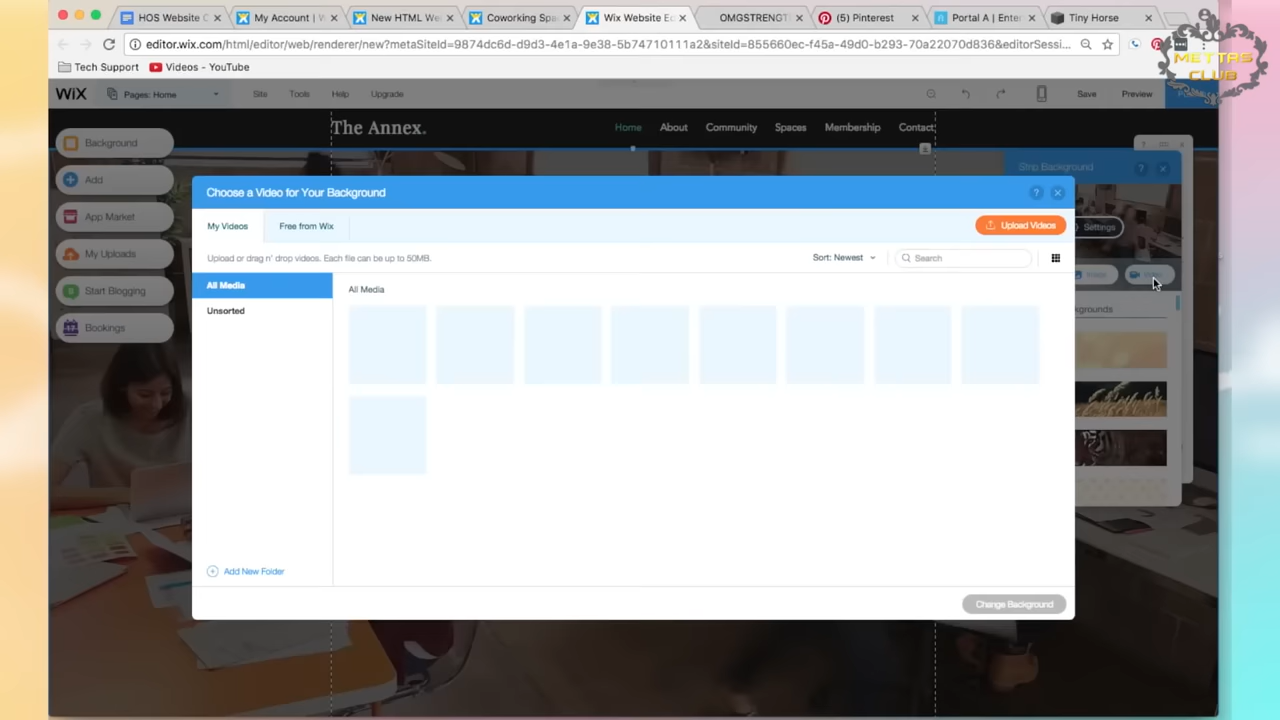 HOS Website C
My Account | W
New HTML We
Coworking Spa
Wix Website Ed
OMGSTRENGT
(5) Pinterest
Portal A | Enter
Tiny Horse
editor.wix.com/html/editor/web/renderer/new?metaSiteId=9874dc6d-d9d3-4e1a-9e38-5b74710111a2&siteId=855660ec-f45a-49d0-b293-70a22070d836&editorSessi...
Tech Support
Videos - YouTube
METTAS
CLUB
WiX
Pages: Home
Site
Tools
Help
Upgrade
Save
Preview
The Annex.
Home
About
Community
Spaces
Membership
Contact
Background
Add
App Market
My Uploads
Start Blogging
Bookings
Strip Background
Settings
Image
Choose a Video for Your Background
My Videos
Free from Wix
Upload Videos
Upload or drag n' drop videos. Each file can be up to 50MB.
Sort: Newest
Search
All Media
Unsorted
All Media
Add New Folder
Change Background